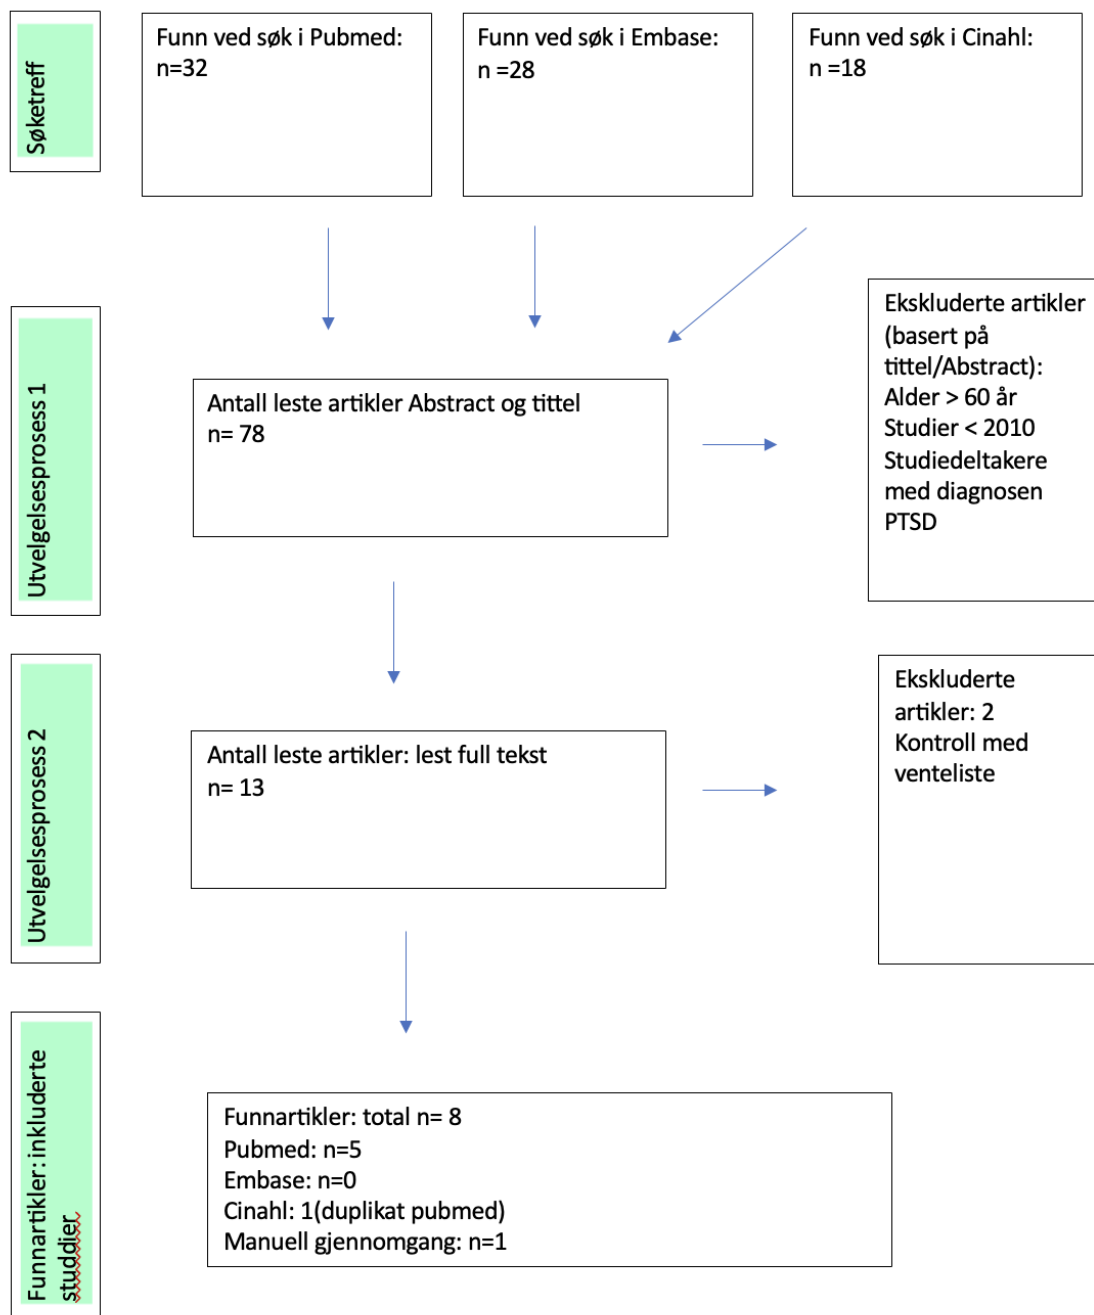 Søketreff
Funn ved søk i Pubmed:
n=32
Funn ved søk i Embase:
n =28
Funn ved søk i Cinahl:
n =18
Utvelgelsesprosess 1
Antall leste artikler Abstract og tittel
n= 78
Ekskluderte artikler
(basert på
tittel/Abstract):
Alder > 60 år
Studier < 2010
Studiedeltakere
med diagnosen
PTSD
Utvelgelsesprosess 2
Antall leste artikler: lest full tekst
n= 13
Ekskluderte
artikler: 2
Kontroll med
venteliste
Funnartikler: inkluderte
studdier
Funnartikler: total n= 8
Pubmed: n=5
Embase: n=0
Cinahl: 1(duplikat pubmed)
Manuell gjennomgang: n=1